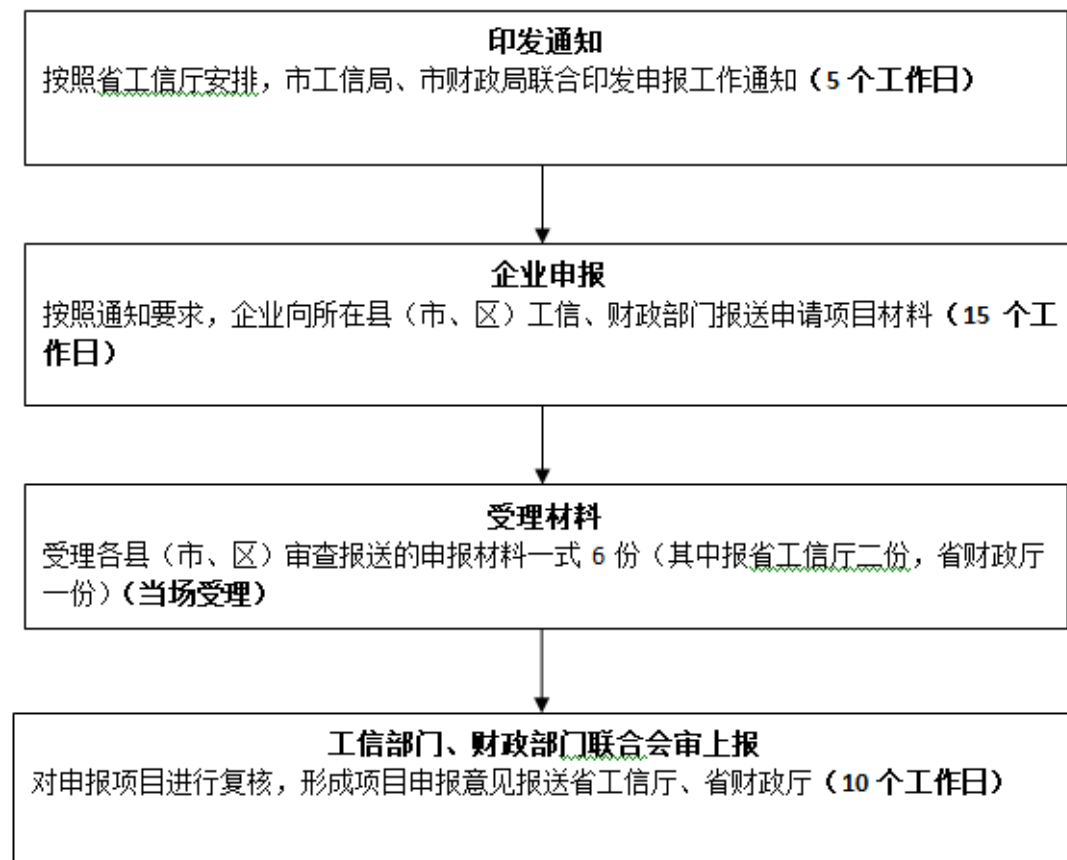 印发通知
按照省工信厅安排，市工信局、市财政局联合印发申报工作通知（5 个工作日）
企业申报
按照通知要求，企业向所在县（市、区）工信、财政部门报送申请项目材料（15 个工
作日）
受理材料
受理各县（市、区）审查报送的申报材料一式 6 份（其中报省工信厅二份，省财政厅
一份）（当场受理）
工信部门、财政部门联合会审上报
对申报项目进行复核，形成项目申报意见报送省工信厅、省财政厅（10 个工作日）